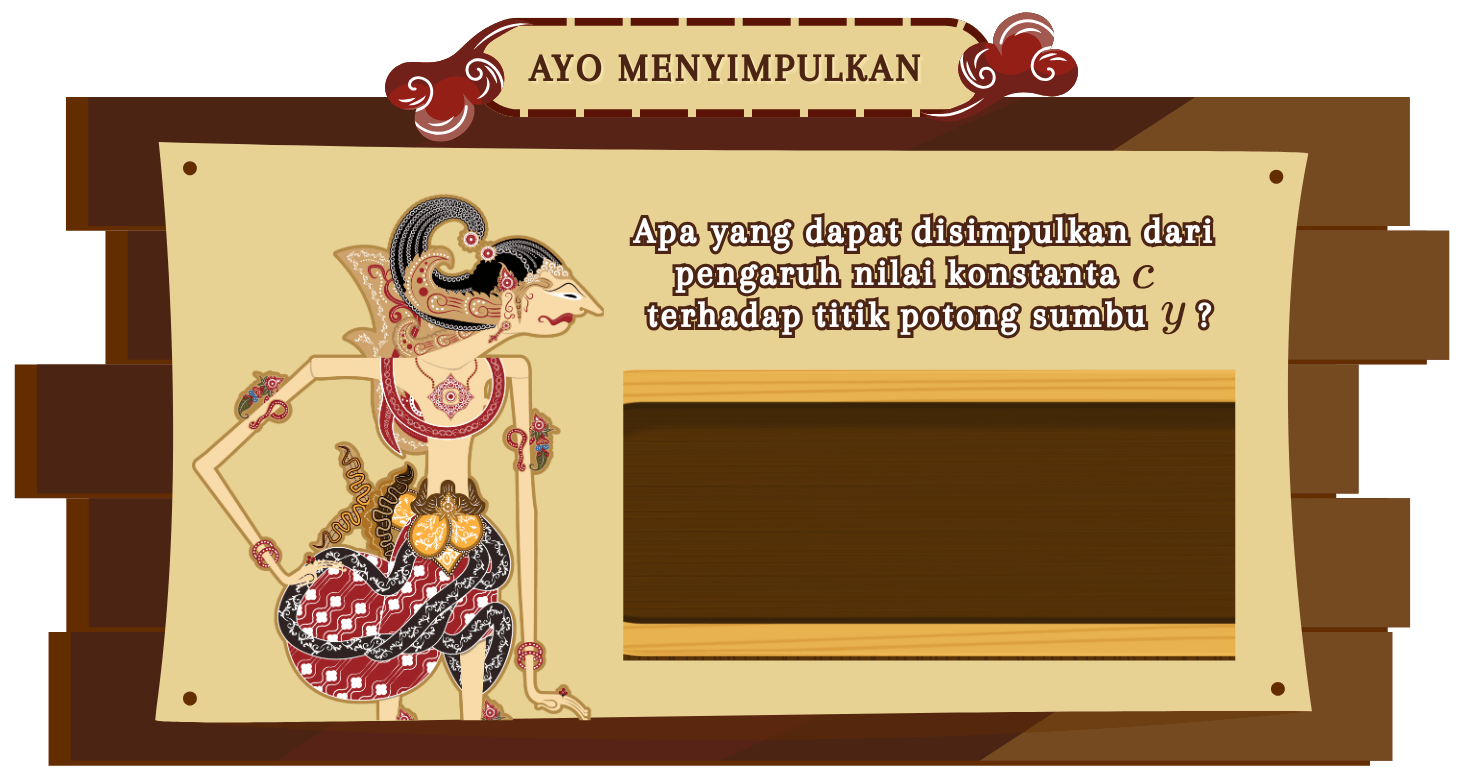 AYO MENYIMPULKAN
Apa yang dapat disimpulkan dari
pengaruh nilai konstanta c
terhadap titik potong sumbu y ?